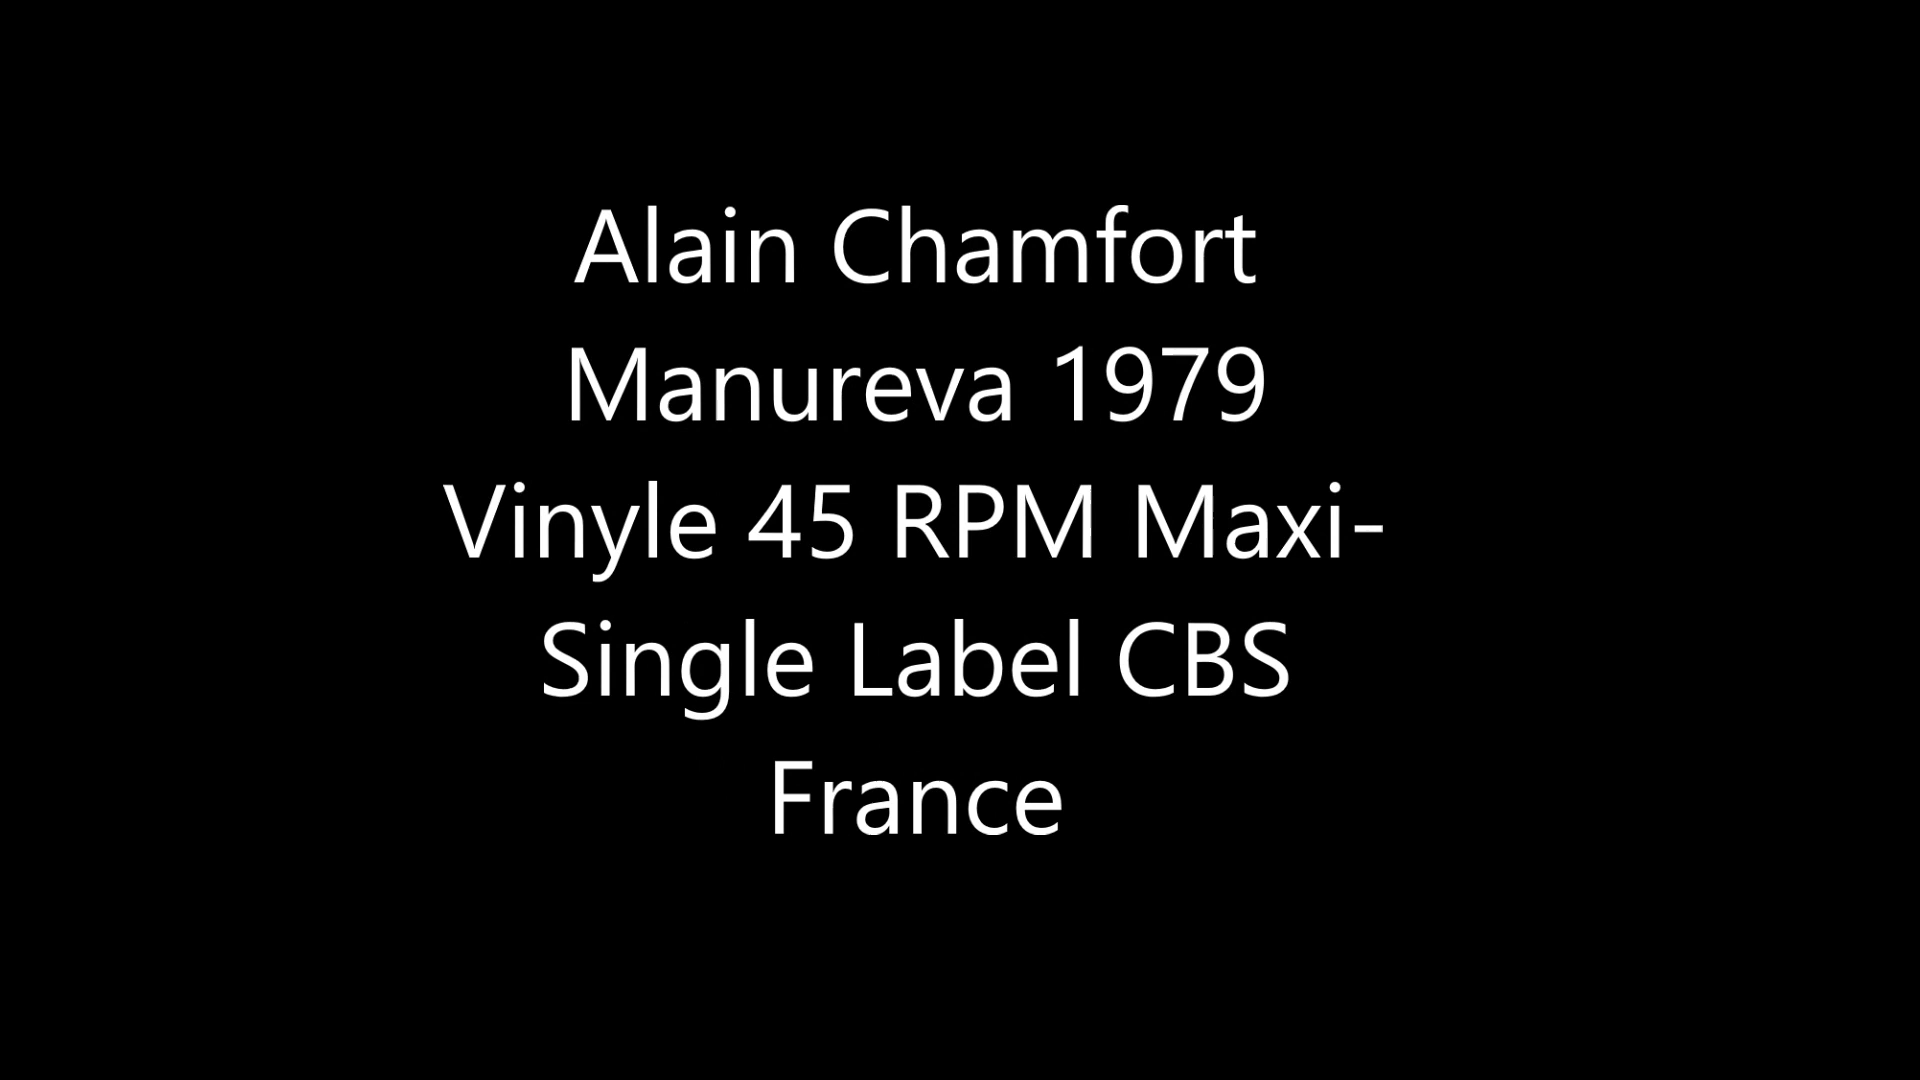 Alain Chamfort
Manureva 1979
Vinyle 45 RPM Maxi-
Single Label CBS
France